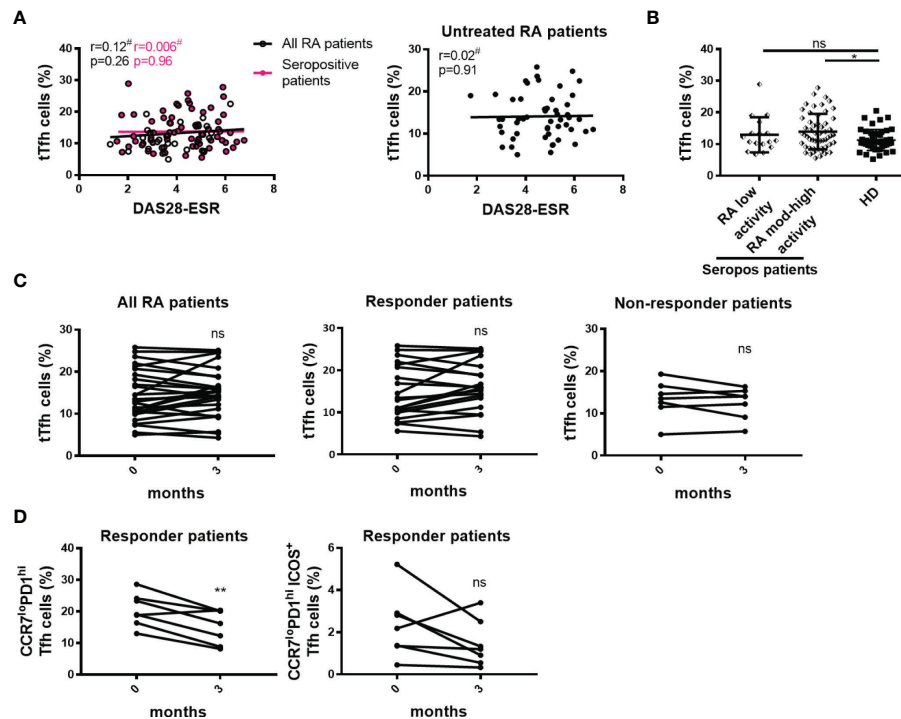 A
r=0.12# r=0.006#
p=0.26 p=0.96
All RA patients
Seropositive
patients
tTfh cells (%)
40
30
20
10
0
0 2 4 6 8
DAS28-ESR
Untreated RA patients
r=0.02#
p=0.91
tTfh cells (%)
40
30
20
10
0
0 2 4 6 8
DAS28-ESR
B
ns
*
tTfh cells (%)
40
30
20
10
0
RA low
activity
RA mod-high
activity
HD
Seropos patients
C
All RA patients
ns
tTfh cells (%)
30
20
10
0
0 3
months
Responder patients
ns
tTfh cells (%)
30
20
10
0
0 3
months
Non-responder patients
ns
tTfh cells (%)
30
20
10
0
0 3
months
D
Responder patients
**
CCR7loPD1hi
Tfh cells (%)
40
30
20
10
0
0 3
months
Responder patients
ns
CCR7loPD1hi ICOS+
Tfh cells (%)
6
4
2
0
0 3
months